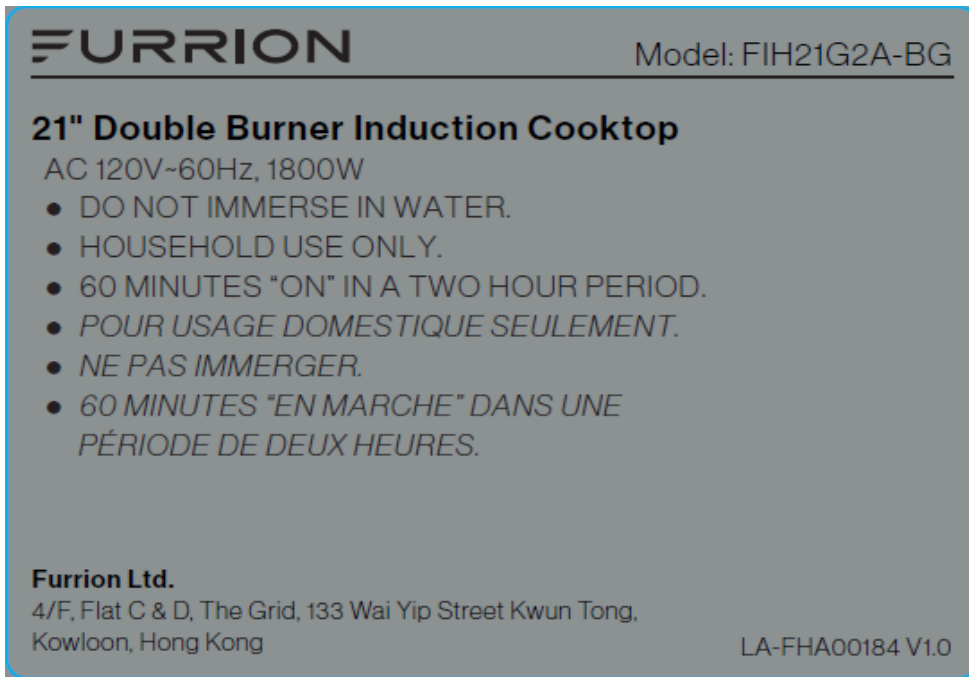 FURRION
Model: FIH21G2A-BG
21" Double Burner Induction Cooktop
AC 120V~60Hz, 1800W
● DO NOT IMMERSE IN WATER.
● HOUSEHOLD USE ONLY.
● 60 MINUTES “ON” IN A TWO HOUR PERIOD.
● POUR USAGE DOMESTIQUE SEULEMENT.
● NE PAS IMMERGER.
● 60 MINUTES “EN MARCHE” DANS UNE
PÉRIODE DE DEUX HEURES.
Furrion Ltd.
4/F, Flat C & D, The Grid, 133 Wai Yip Street Kwun Tong,
Kowloon, Hong Kong
LA-FHA00184 V1.0